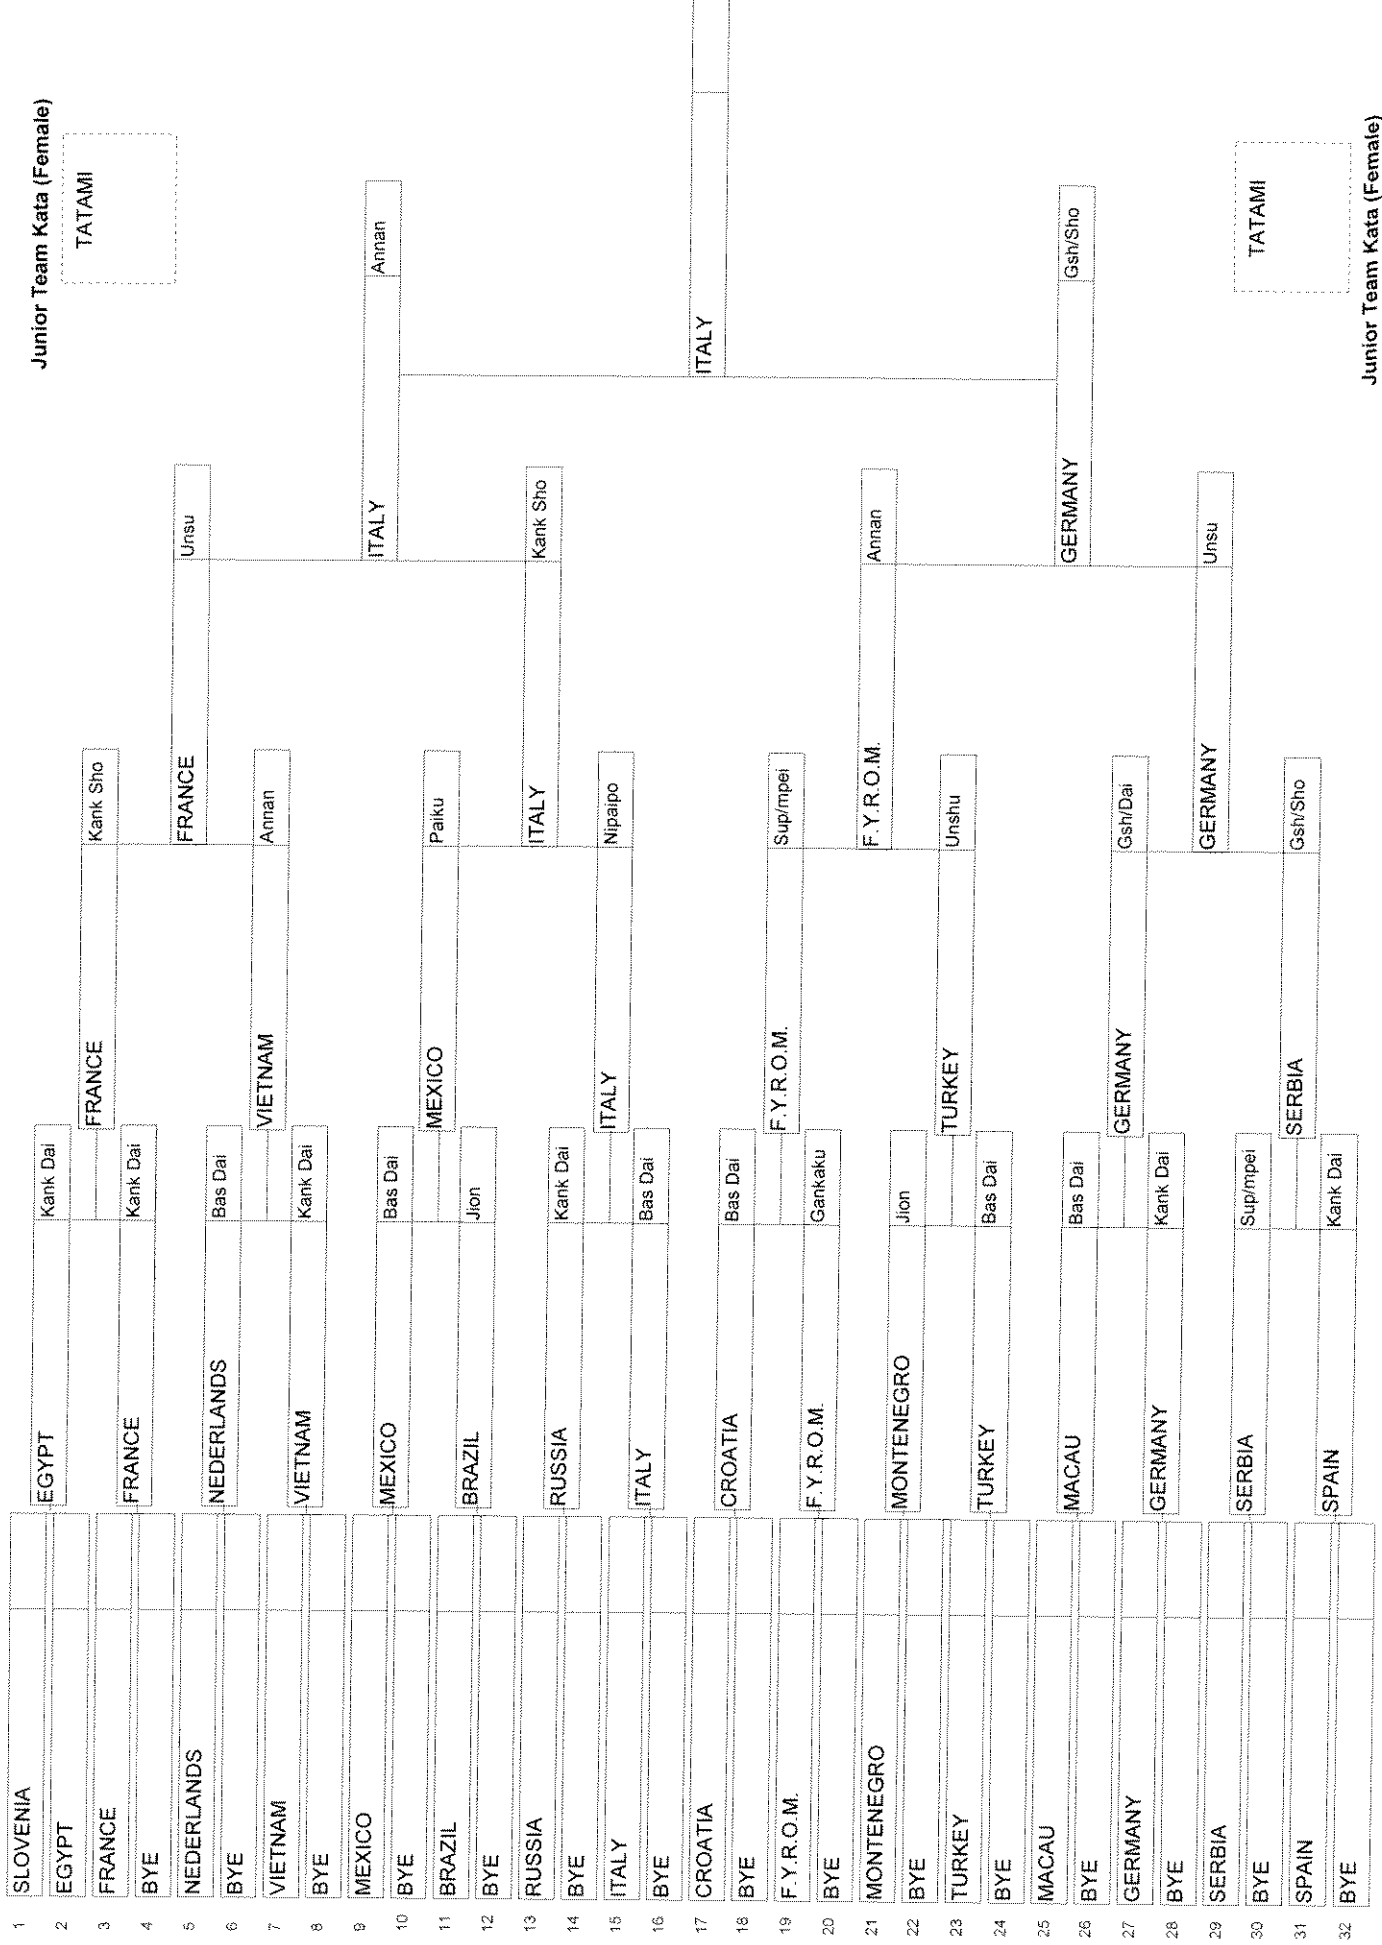 Junior Team Kata (Female)
TATAMI
1 SLOVENIA
2 EGYPT
3 FRANCE
4 BYE
5 NEDERLANDS
6 BYE
7 VIETNAM
8 BYE
9 MEXICO
10 BYE
11 BRAZIL
12 BYE
13 RUSSIA
14 BYE
15 ITALY
16 BYE
17 CROATIA
18 BYE
19 F.Y.R.O.M.
20 BYE
21 MONTENEGRO
22 BYE
23 TURKEY
24 BYE
25 MACAU
26 BYE
27 GERMANY
28 BYE
29 SERBIA
30 BYE
31 SPAIN
32 BYE
EGYPT Kank Dai
FRANCE Kank Dai
NEDERLANDS Bas Dai
VIETNAM Kank Dai
MEXICO Bas Dai
BRAZIL Jion
RUSSIA Kank Dai
ITALY Bas Dai
CROATIA Bas Dai
F.Y.R.O.M. Gankaku
MONTENEGRO Jion
TURKEY Bas Dai
MACAU Bas Dai
GERMANY Kank Dai
SERBIA Sup/mpei
SPAIN Kank Dai
FRANCE Kank Sho
VIETNAM Annan
MEXICO Paiku
ITALY Nipaipo
F.Y.R.O.M. Sup/mpei
TURKEY Unshu
GERMANY Gsh/Dai
SERBIA Gsh/Sho
FRANCE Unsu
ITALY Kank Sho
F.Y.R.O.M. Annan
GERMANY Unsu
ITALY Annan
GERMANY Gsh/Sho
ITALY
TATAMI
Junior Team Kata (Female)